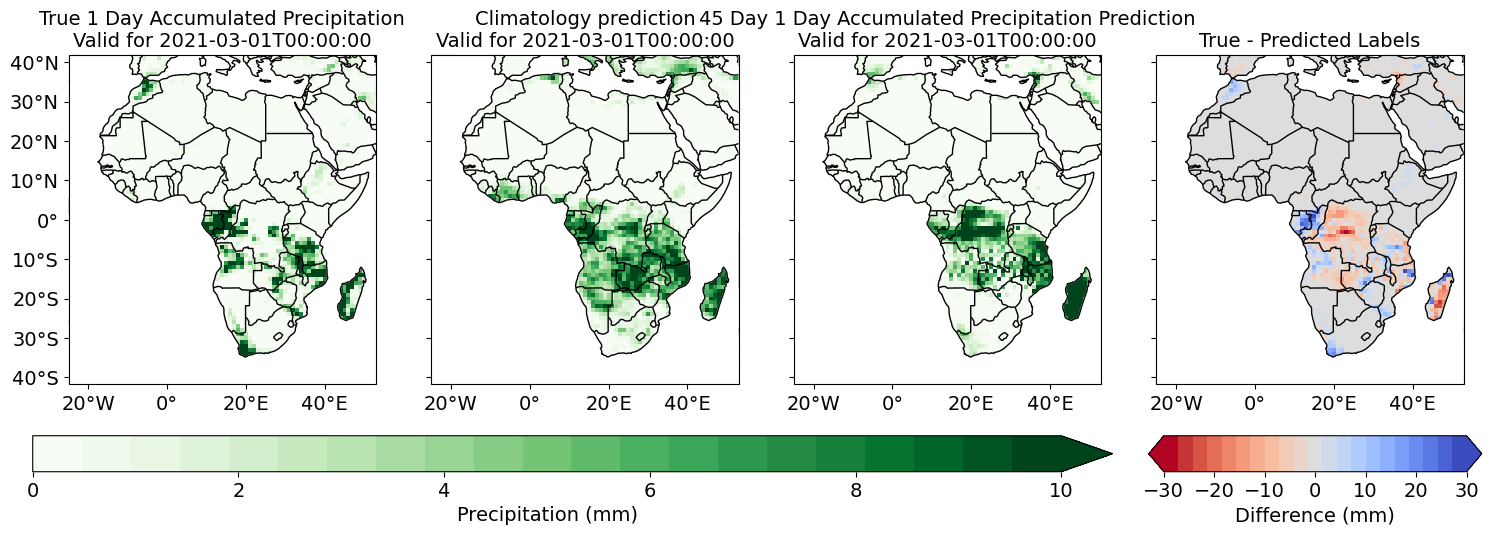 True 1 Day Accumulated Precipitation
Valid for 2021-03-01T00:00:00
Climatology prediction
Valid for 2021-03-01T00:00:00
45 Day 1 Day Accumulated Precipitation Prediction
Valid for 2021-03-01T00:00:00
True - Predicted Labels
40°N
30°N
20°N
10°N
0°
10°S
20°S
30°S
40°S
20°W 0° 20°E 40°E
20°W 0° 20°E 40°E
20°W 0° 20°E 40°E
20°W 0° 20°E 40°E
0 2 4 6 8 10
Precipitation (mm)
−30 −20 −10 0 10 20 30
Difference (mm)